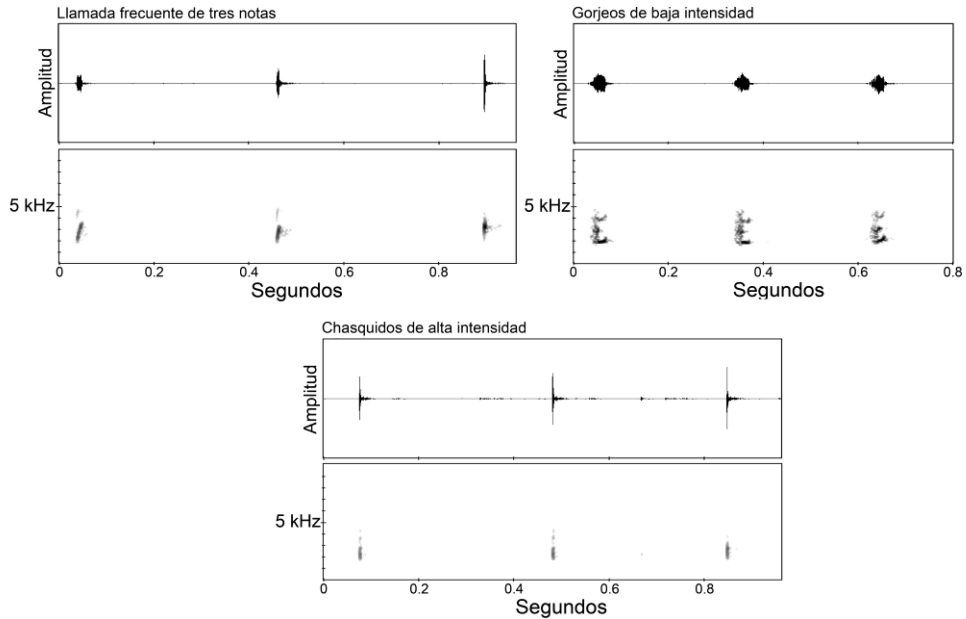 Llamada frecuente de tres notas
Amplitud
5 kHz
0 0.2 0.4 0.6 0.8
Segundos
Gorjeos de baja intensidad
Amplitud
5 kHz
0 0.2 0.4 0.6 0.8
Segundos
Chasquidos de alta intensidad
Amplitud
5 kHz
0 0.2 0.4 0.6 0.8
Segundos